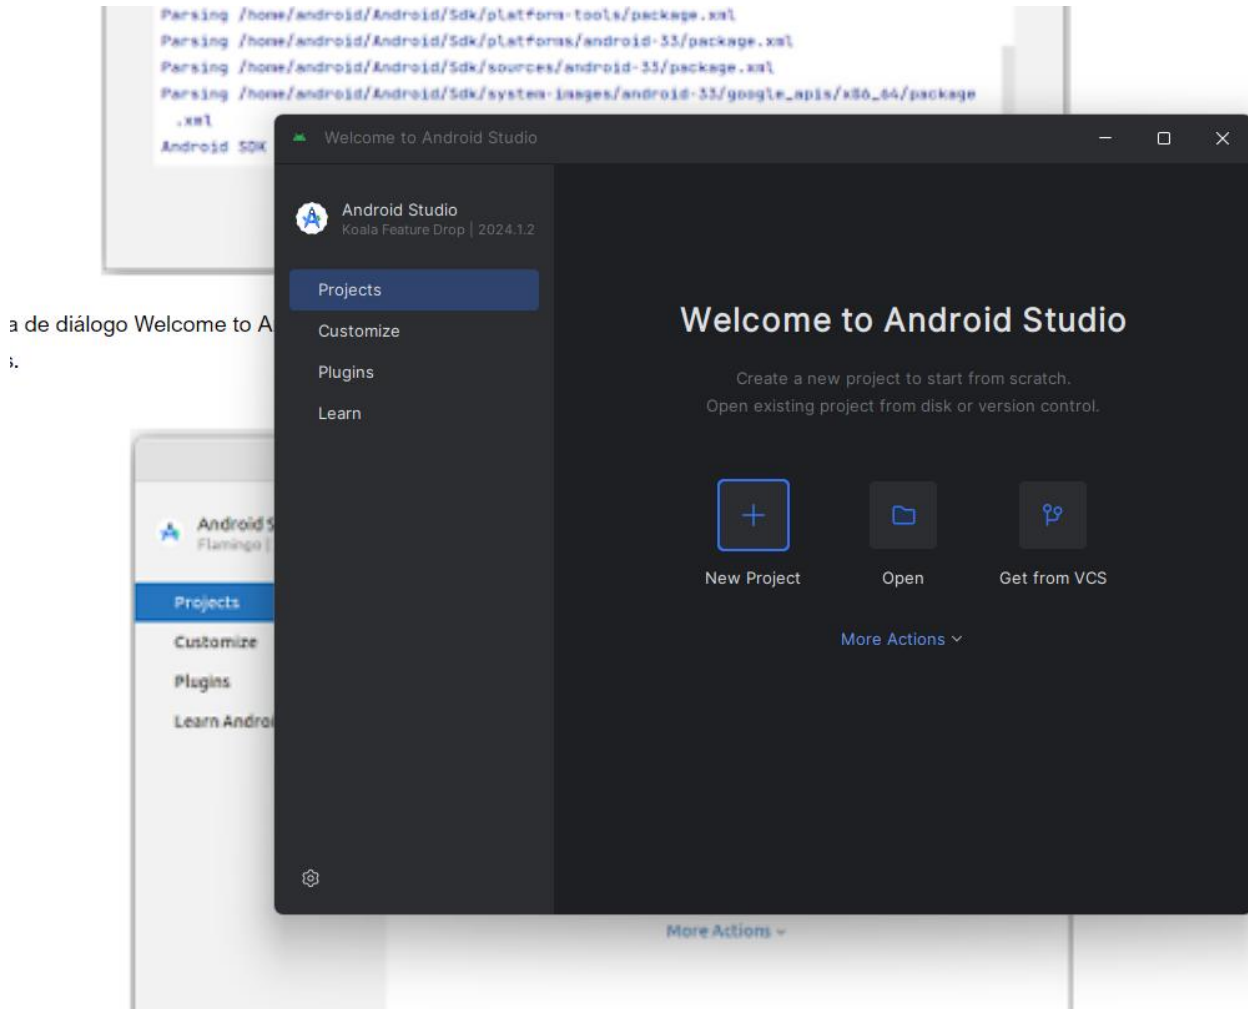 Parsing /home/android/Android/Sdk/platform-tools/package.xml
Parsing /home/android/Android/Sdk/platforms/android-33/package.xml
Parsing /home/android/Android/Sdk/sources/android-33/package.xml
Parsing /home/android/Android/Sdk/system-images/android-33/google_apis/x86_64/package
.xml
Android SDK
Welcome to Android Studio
Android Studio
Koala Feature Drop | 2024.1.2
Projects
Customize
Plugins
Learn
Welcome to Android Studio
Create a new project to start from scratch.
Open existing project from disk or version control.
New Project
Open
Get from VCS
More Actions
a de diálogo Welcome to A
s.
Android S
Flamingo |
Projects
Customize
Plugins
Learn Androi
More Actions